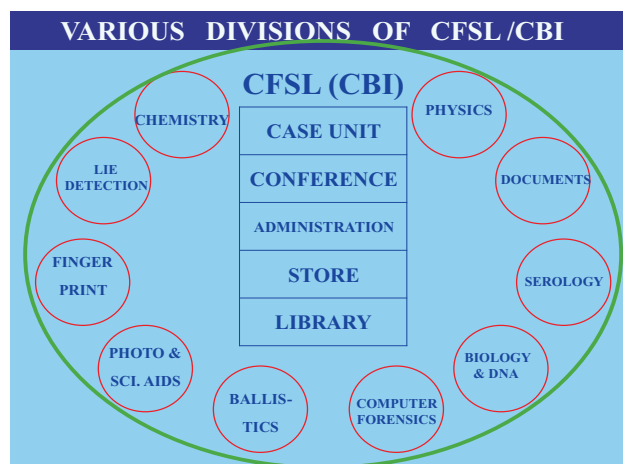 VARIOUS DIVISIONS OF CFSL /CBI
CFSL (CBI)
CASE UNIT
CONFERENCE
ADMINISTRATION
STORE
LIBRARY
CHEMISTRY
LIE
DETECTION
FINGER
PRINT
PHOTO &
SCI. AIDS
BALLIS-
TICS
COMPUTER
FORENSICS
BIOLOGY
& DNA
SEROLOGY
DOCUMENTS
PHYSICS